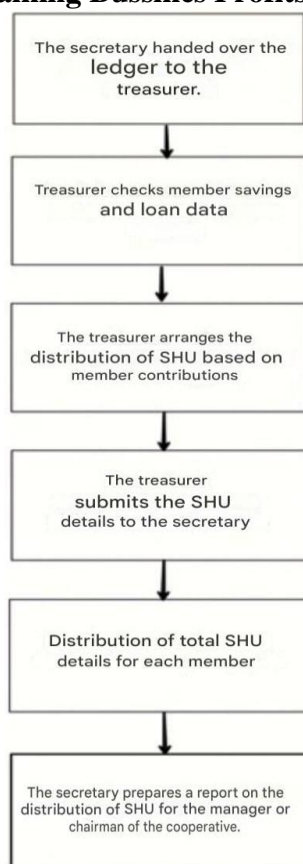 Bussines Profits
The secretary handed over the
ledger to the
treasurer.
Treasurer checks member savings
and loan data
The treasurer arranges the
distribution of SHU based on
member contributions
The treasurer
submits the SHU
details to the secretary
Distribution of total SHU
details for each member
The secretary prepares a report on the
distribution of SHU for the manager or
chairman of the cooperative.